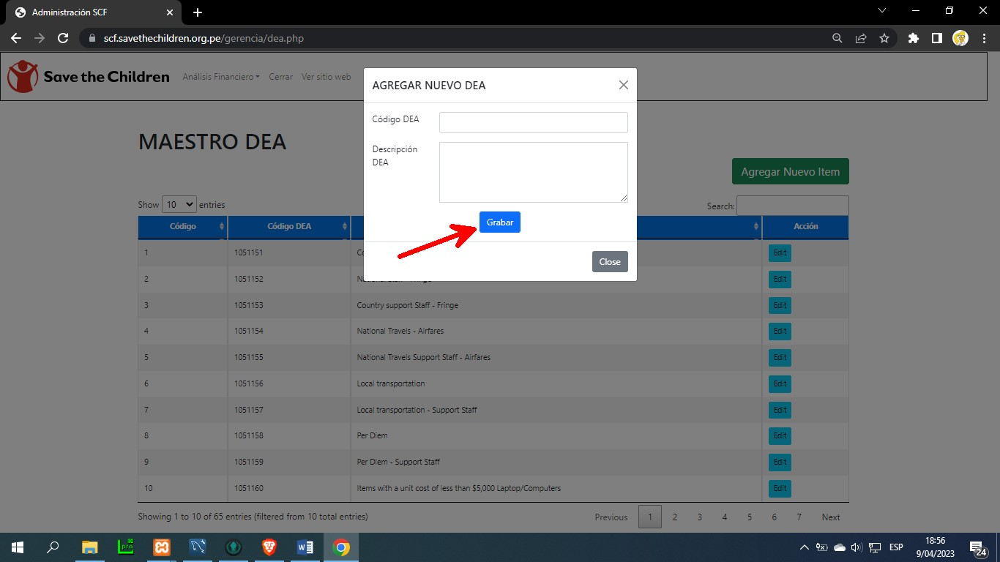 Administración SCF
scf.savethechildren.org.pe/gerencia/dea.php
Save the Children Análisis Financiero Cerrar Ver sitio web
AGREGAR NUEVO DEA
Código DEA
Descripción
DEA
Grabar
Close
MAESTRO DEA
Agregar Nuevo Item
Show 10 entries
Search:
Código Código DEA Acción
1 1051151 Co Edit
2 1051152 National Staff - Fringe Edit
3 1051153 Country support Staff - Fringe Edit
4 1051154 National Travels - Airfares Edit
5 1051155 National Travels Support Staff - Airfares Edit
6 1051156 Local transportation Edit
7 1051157 Local transportation - Support Staff Edit
8 1051158 Per Diem Edit
9 1051159 Per Diem - Support Staff Edit
10 1051160 Items with a unit cost of less than $5,000 Laptop/Computers Edit
Showing 1 to 10 of 65 entries (filtered from 10 total entries) Previous 1 2 3 4 5 6 7 Next
ESP
18:56
9/04/2023
24